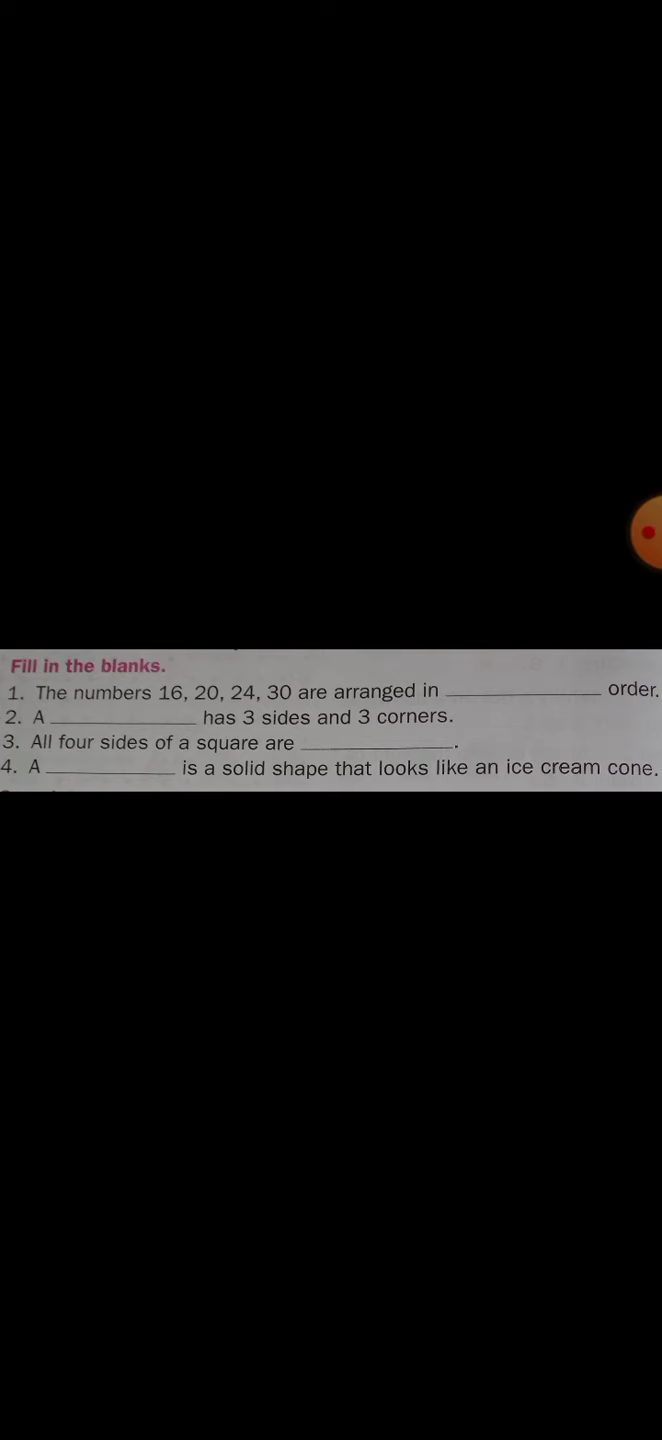 Fill in the blanks.
1. The numbers 16, 20, 24, 30 are arranged in ____________ order.
2. A ____________ has 3 sides and 3 corners.
3. All four sides of a square are ____________.
4. A ____________ is a solid shape that looks like an ice cream cone.